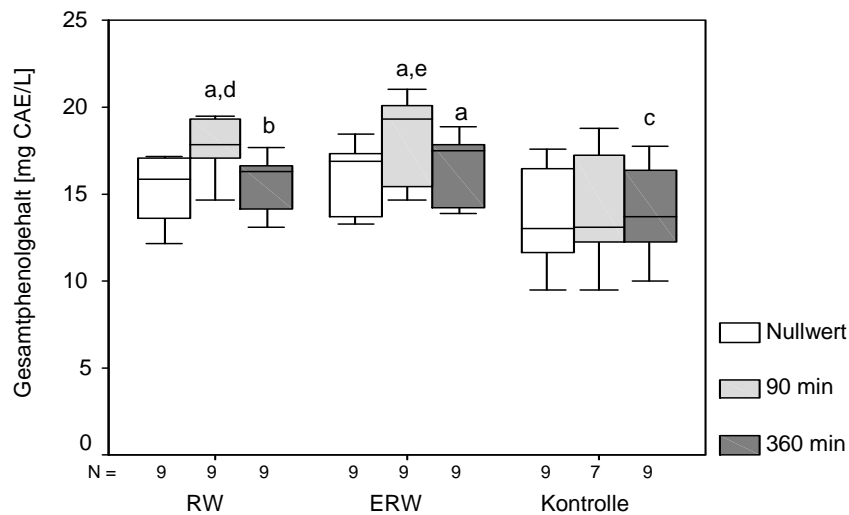 Gesamtphenolgehalt [mg CAE/L]
25
20
15
10
5
0
a,d
b
a,e
a
c
Nullwert
90 min
360 min
N = 9 9 9 9 9 9 9 7 9
RW ERW Kontrolle